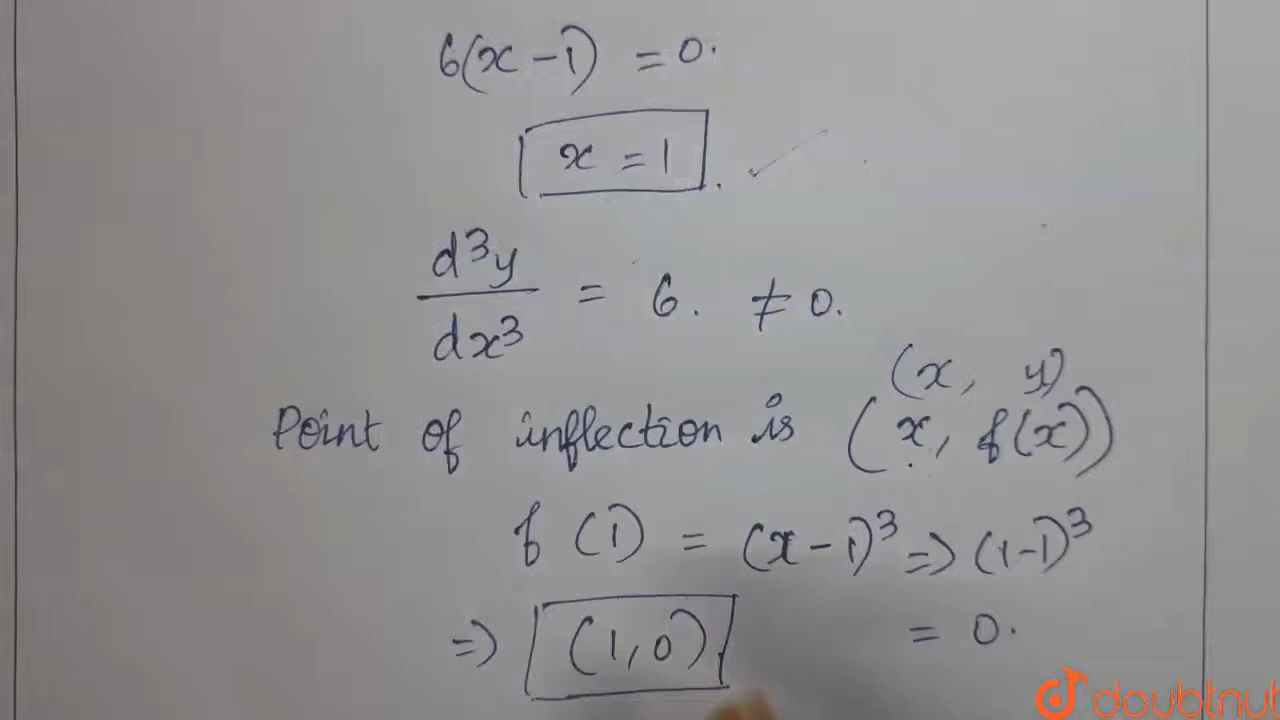 6(x-1) = 0.
x = 1.
d³y/dx³ = 6. ≠ 0.
(x, y)
Point of inflection is (x, f(x))
f(1) = (x-1)³ => (1-1)³
=> (1,0). = 0.
doubtnut